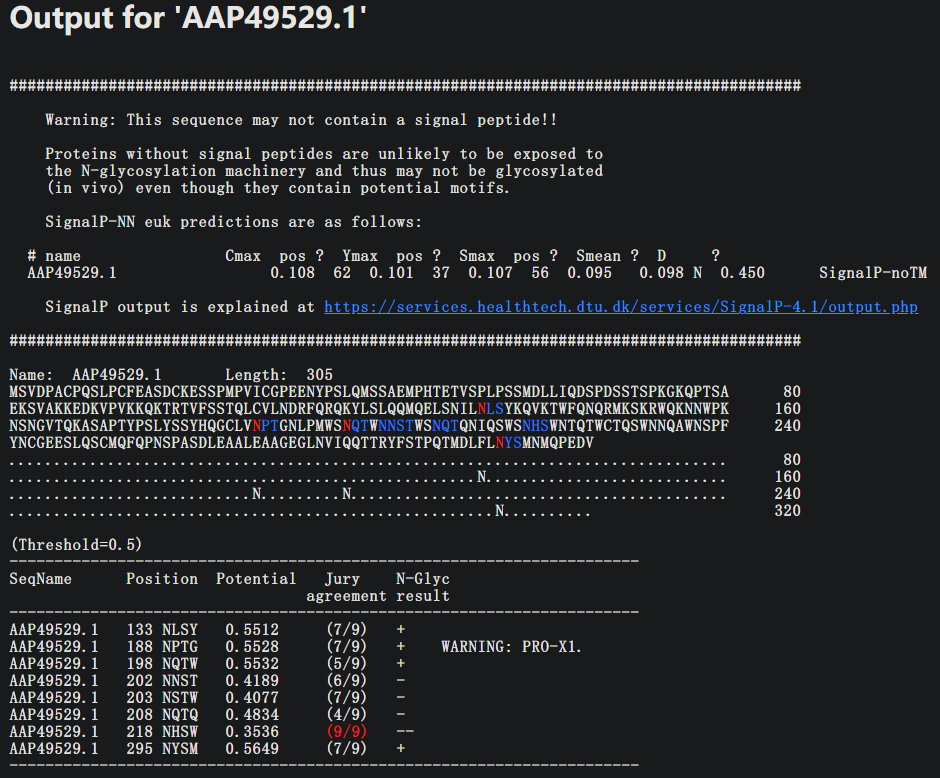 Output for 'AAP49529.1'
########################################################################################
Warning: This sequence may not contain a signal peptide!!
Proteins without signal peptides are unlikely to be exposed to
the N-glycosylation machinery and thus may not be glycosylated
(in vivo) even though they contain potential motifs.
SignalP-NN euk predictions are as follows:
# name                Cmax  pos ?  Ymax  pos ?  Smax  pos ?  Smean ?  D     ?
AAP49529.1                 0.108  62  0.101  37  0.107  56  0.095   0.098 N  0.450      SignalP-noTM
SignalP output is explained at https://services.healthtech.dtu.dk/services/SignalP-4.1/output.php
########################################################################################
Name:  AAP49529.1       Length:  305
MSVDPACPQSLPCFEASDCKESSPMPVICGPEENYPSLQMSSAEMPHTETVSPLPSSMDLLIQDSPDSSTSPKGKQPTSA      80
EKSVAKKEDKVPVKKQKTRTVFSSTQLCVLNDRFQRQKYLSLQQMQELSNILNLSYKQVKTWFQNQRMKSKRWQKNNWPK     160
NSNGVTQKASAPTYPSLYSSYHQGCLVNPTGNLPMWSNQTWNNSTWSNQTQNIQSWSNHSWNTQTWCTQSWNNQAWNSPF     240
YNCGEESLQSCMQFQPNSPASDLEAALEAAGEGLNVIQQTTRYFSTPQTMDLFLNYSMNMQPEDV
................................................................................      80
....................................................N...........................     160
...........................N.........N..........................................     240
......................................................N..........                    320
(Threshold=0.5)
----------------------------------------------------------------------
SeqName      Position  Potential   Jury    N-Glyc
agreement result
----------------------------------------------------------------------
AAP49529.1   133 NLSY   0.5512     (7/9)   +
AAP49529.1   188 NPTG   0.5528     (7/9)   +    WARNING: PRO-X1.
AAP49529.1   198 NQTW   0.5532     (5/9)   +
AAP49529.1   202 NNST   0.4189     (6/9)   -
AAP49529.1   203 NSTW   0.4077     (7/9)   -
AAP49529.1   208 NQTQ   0.4834     (4/9)   -
AAP49529.1   218 NHSW   0.3536     (9/9)   --
AAP49529.1   295 NYSM   0.5649     (7/9)   +
----------------------------------------------------------------------